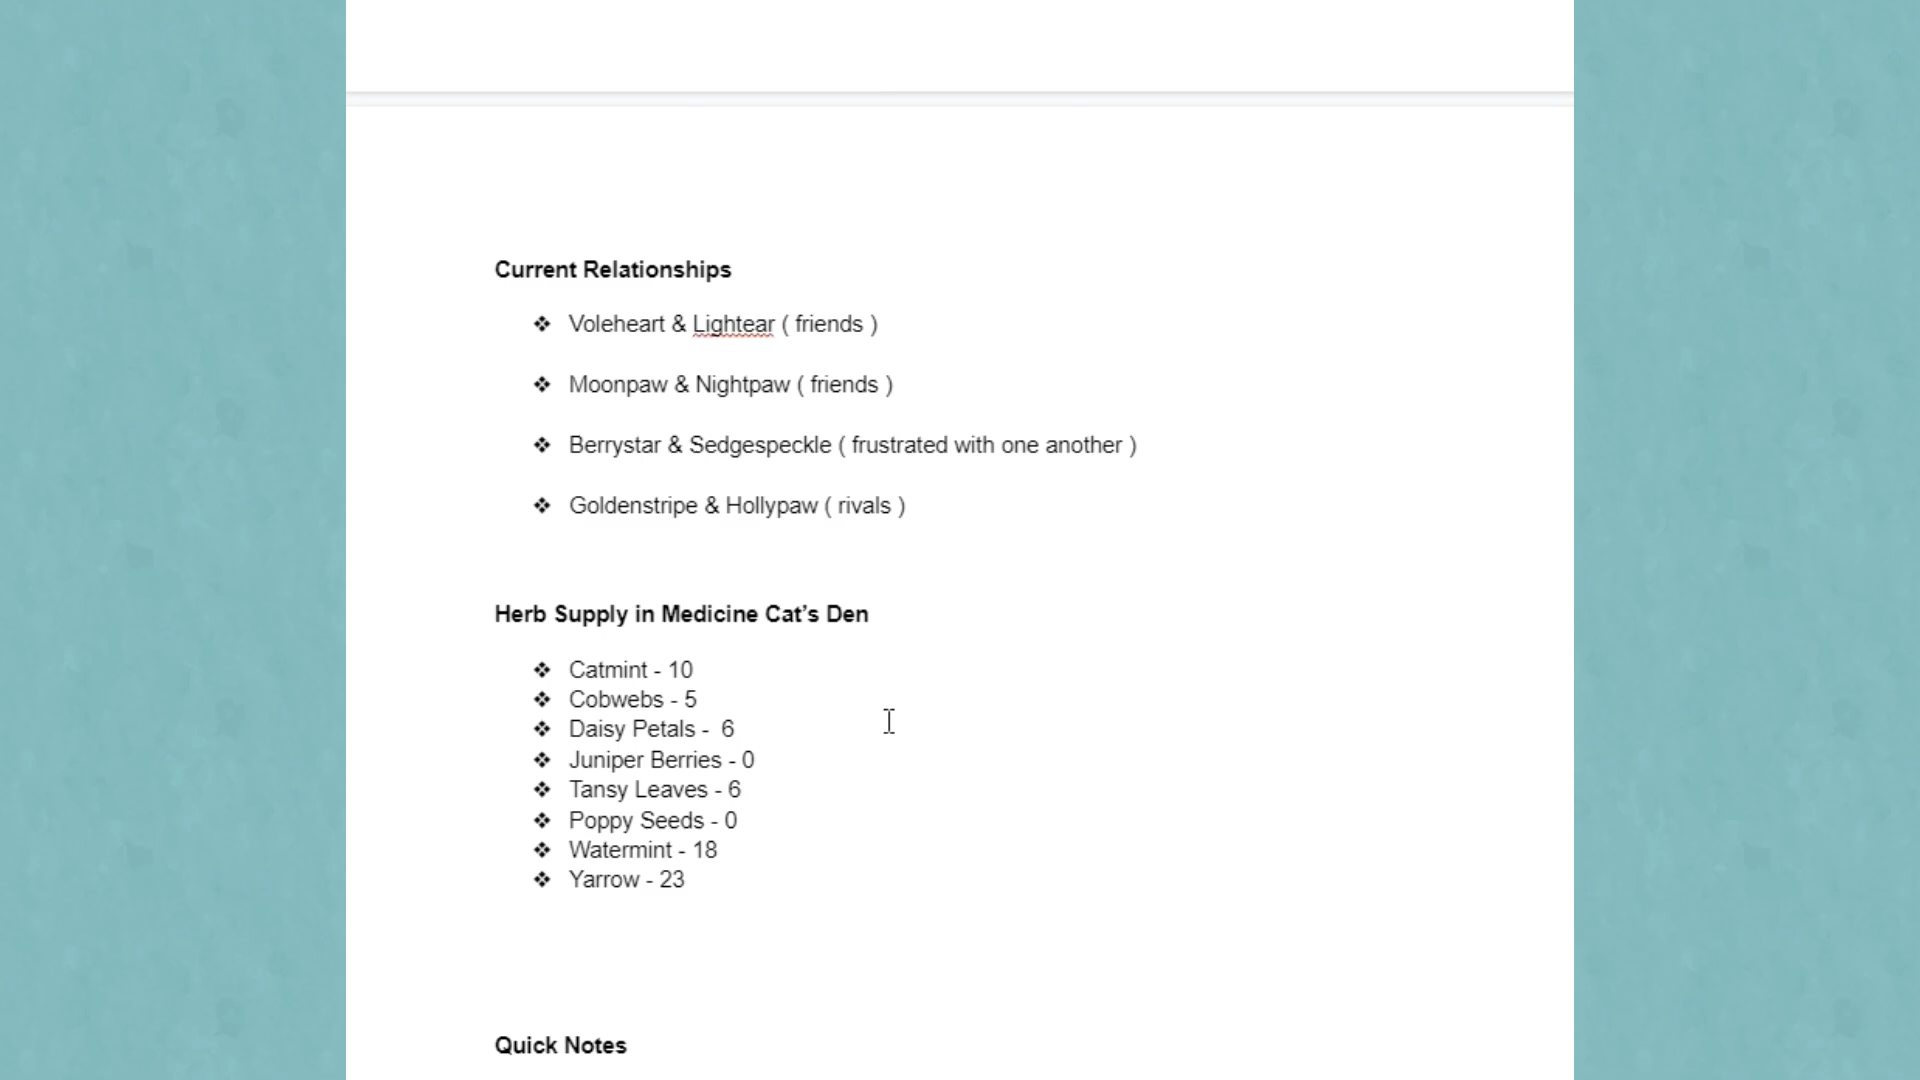 Current Relationships
❖ Voleheart & Lightear ( friends )
❖ Moonpaw & Nightpaw ( friends )
❖ Berrystar & Sedgespeckle ( frustrated with one another )
❖ Goldenstripe & Hollypaw ( rivals )
Herb Supply in Medicine Cat’s Den
❖ Catmint - 10
❖ Cobwebs - 5
❖ Daisy Petals -  6
❖ Juniper Berries - 0
❖ Tansy Leaves - 6
❖ Poppy Seeds - 0
❖ Watermint - 18
❖ Yarrow - 23
Quick Notes